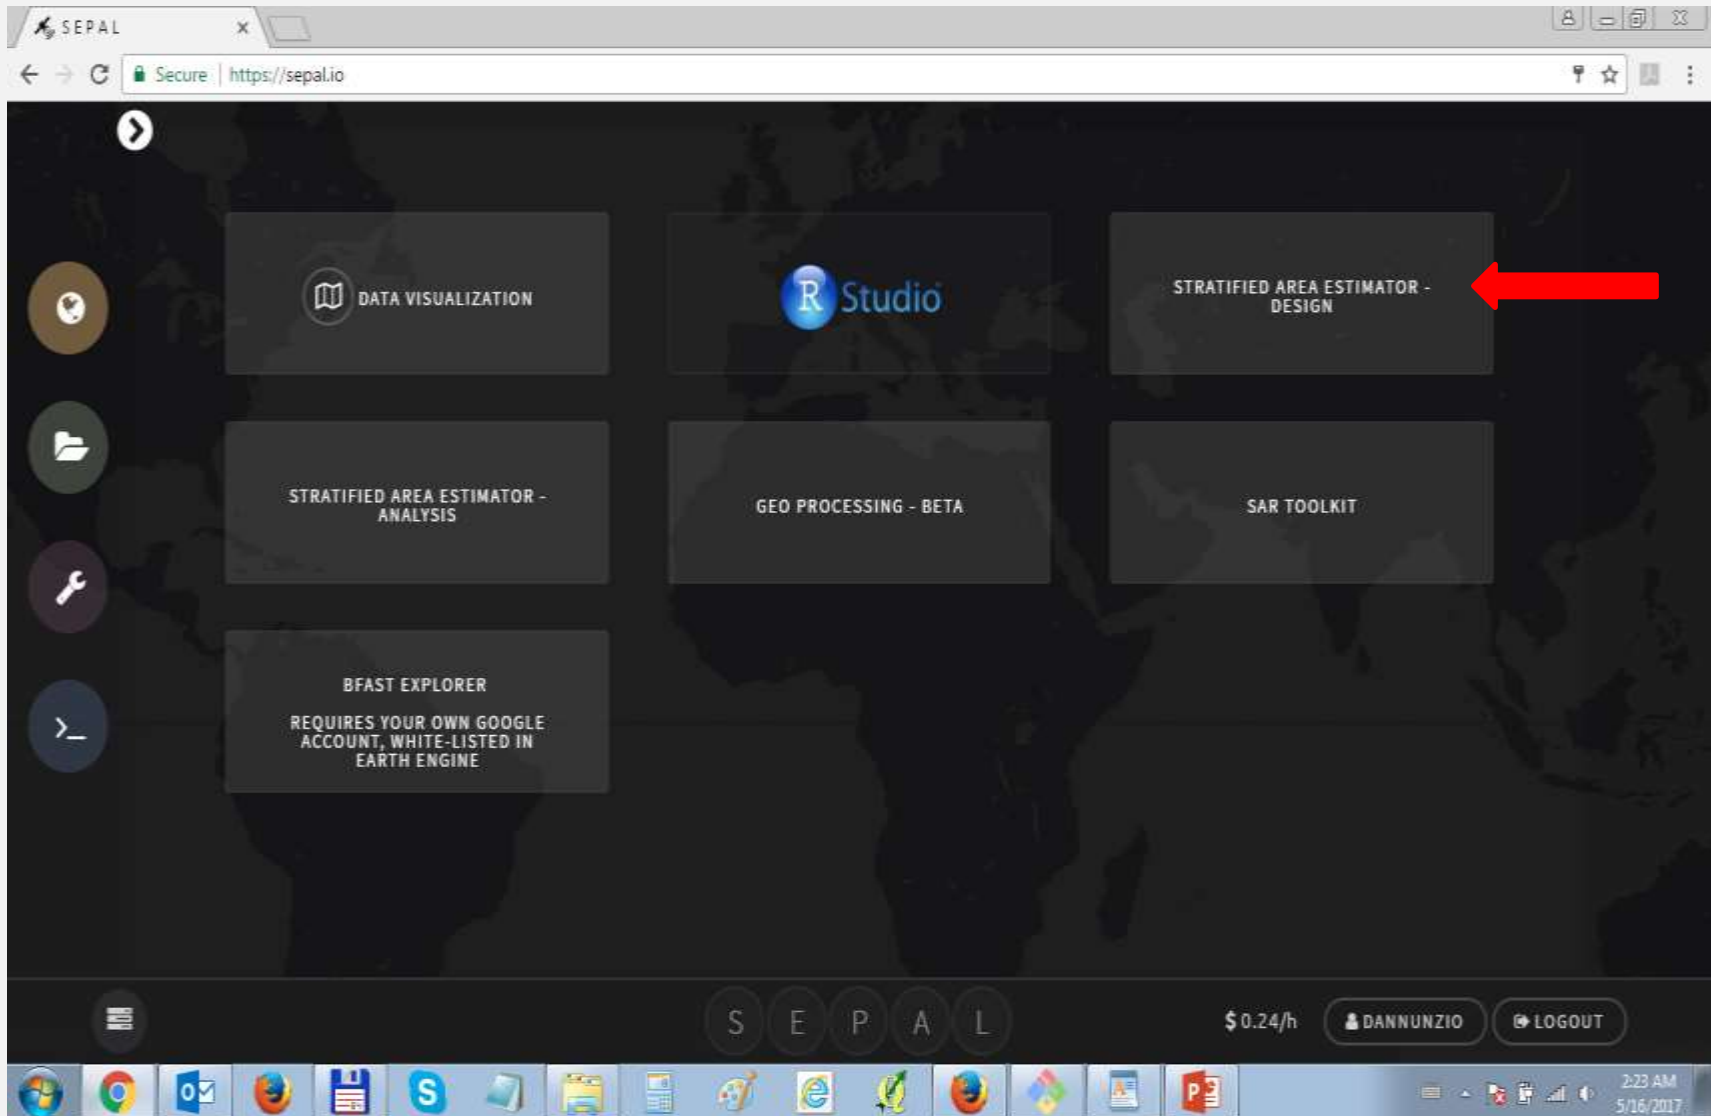 SEPAL
Secure | https://sepal.io
DATA VISUALIZATION
R Studio
STRATIFIED AREA ESTIMATOR -
DESIGN
STRATIFIED AREA ESTIMATOR -
ANALYSIS
GEO PROCESSING - BETA
SAR TOOLKIT
BFAST EXPLORER
REQUIRES YOUR OWN GOOGLE
ACCOUNT, WHITE-LISTED IN
EARTH ENGINE
>_
S E P A L
$ 0.24/h
DANNUNZIO
LOGOUT
2:23 AM
5/16/2017